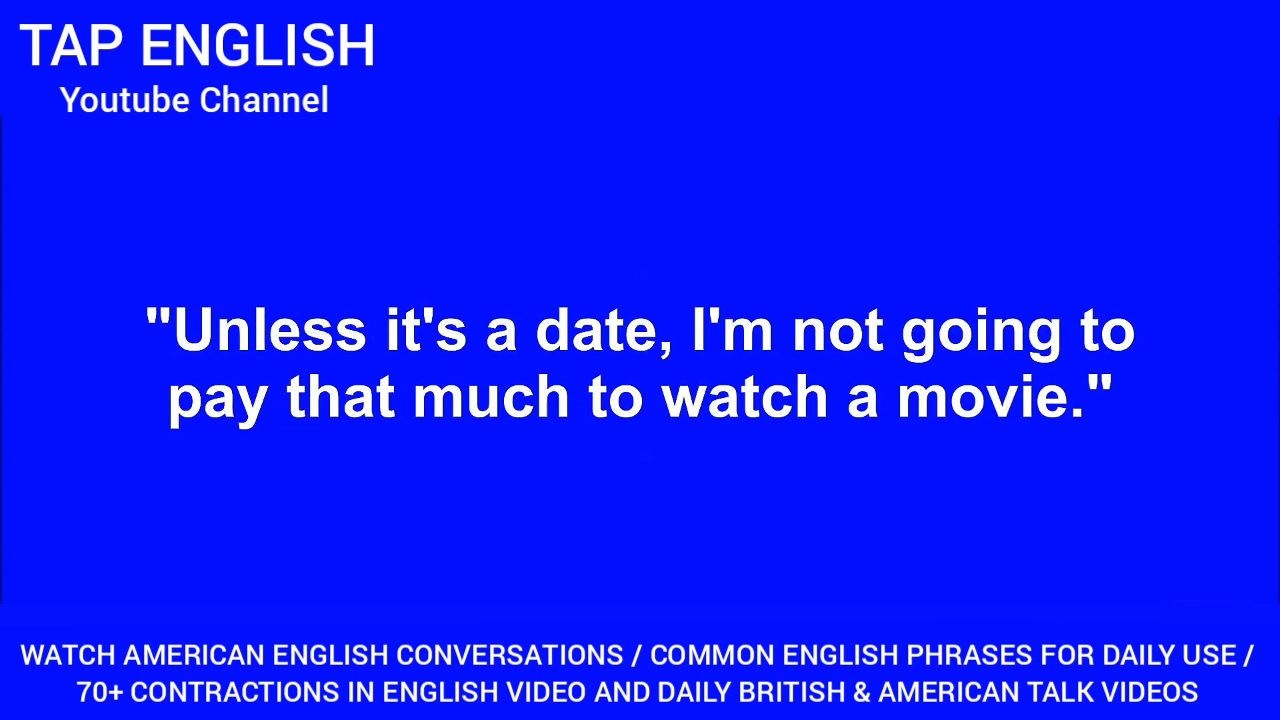 TAP ENGLISH
Youtube Channel
"Unless it's a date, I'm not going to
pay that much to watch a movie."
WATCH AMERICAN ENGLISH CONVERSATIONS / COMMON ENGLISH PHRASES FOR DAILY USE /
70+ CONTRACTIONS IN ENGLISH VIDEO AND DAILY BRITISH & AMERICAN TALK VIDEOS